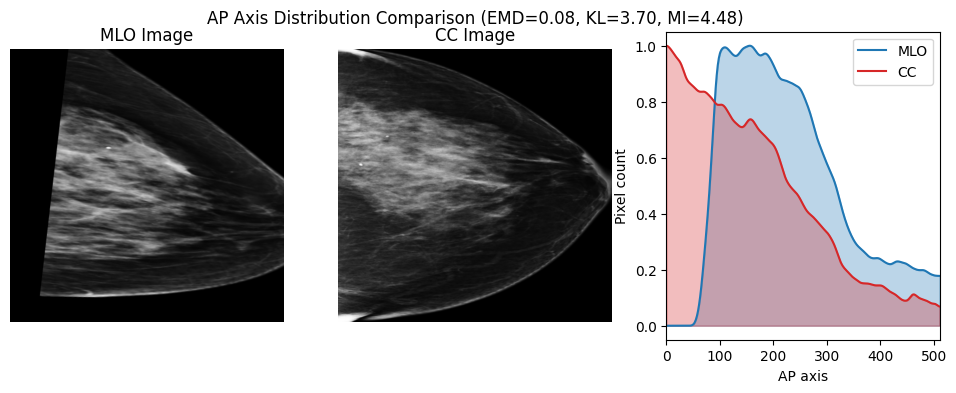 AP Axis Distribution Comparison (EMD=0.08, KL=3.70, MI=4.48)
MLO Image
CC Image
MLO
CC
Pixel count
1.0
0.8
0.6
0.4
0.2
0.0
0 100 200 300 400 500
AP axis